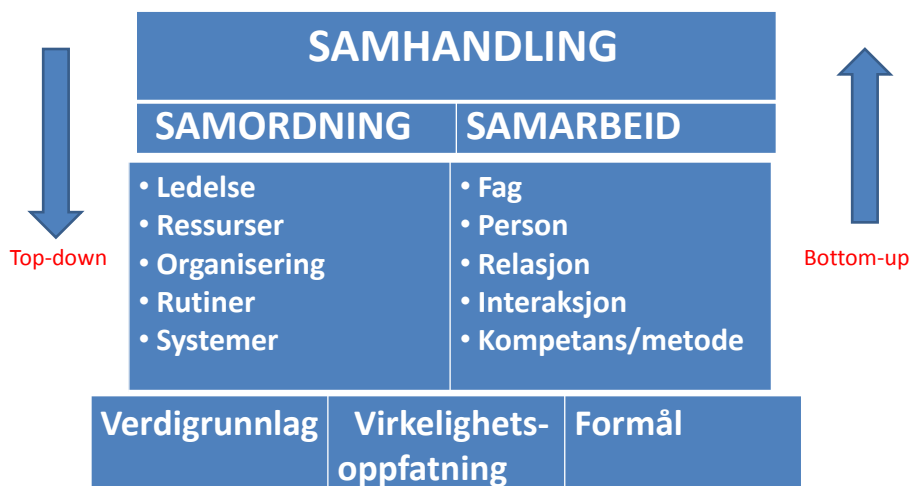 SAMHANDLING
SAMORDNING
SAMARBEID
• Ledelse
• Ressurser
• Organisering
• Rutiner
• Systemer
• Fag
• Person
• Relasjon
• Interaksjon
• Kompetans/metode
Top-down
Bottom-up
Verdigrunnlag
Virkelighets-
oppfatning
Formål